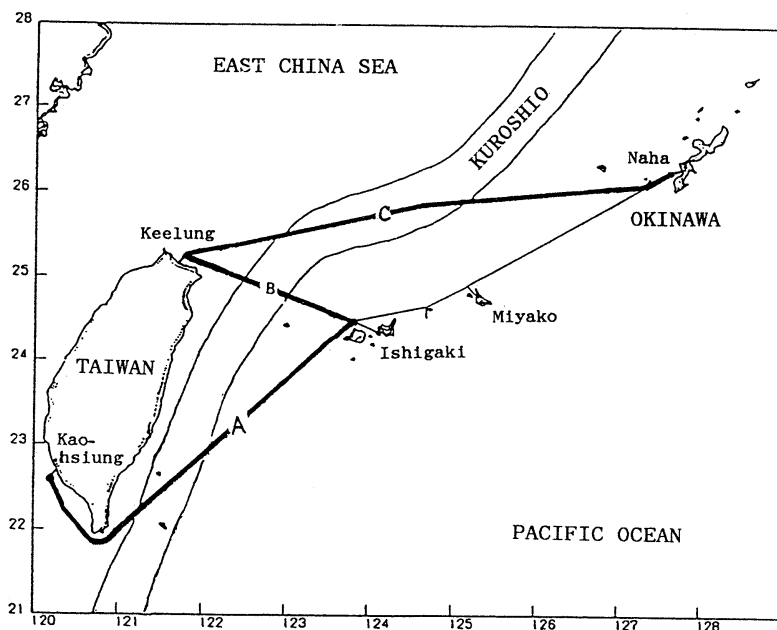 28
EAST CHINA SEA
27
KUROSHIO
Naha
26
C
OKINAWA
Keelung
25
B
Miyako
Ishigaki
24
TAIWAN
A
23
Kao-
hsiung
22
PACIFIC OCEAN
21
120 121 122 123 124 125 126 127 128